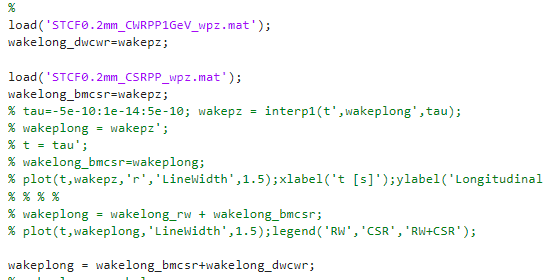 %
load('STCF0.2mm_CWRPP1GeV_wpz.mat');
wakelong_dwcwr=wakepz;
load('STCF0.2mm_CSRPP_wpz.mat');
wakelong_bmcsr=wakepz;
% tau=-5e-10:1e-14:5e-10; wakepz = interp1(t',wakeplong',tau);
% wakeplong = wakepz';
% t = tau';
% wakelong_bmcsr=wakeplong;
% plot(t,wakepz,'r','LineWidth',1.5);xlabel('t [s]');ylabel('Longitudinal
% % % %
% wakeplong = wakelong_rw + wakelong_bmcsr;
% plot(t,wakeplong,'LineWidth',1.5);legend('RW','CSR','RW+CSR');
wakeplong = wakelong_bmcsr+wakelong_dwcwr;